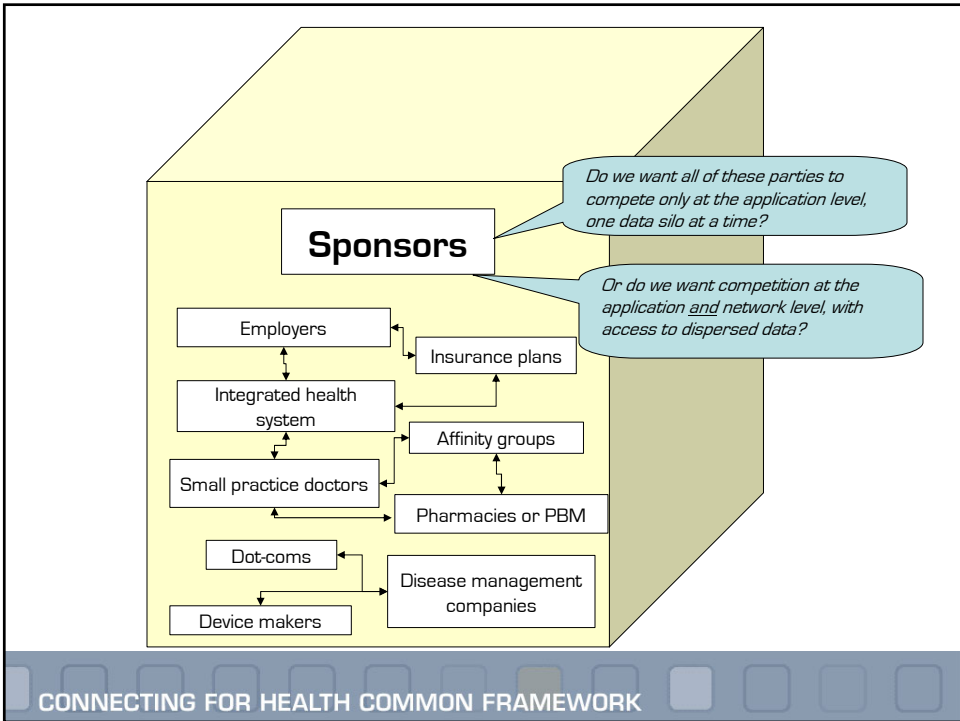 Do we want all of these parties to
compete only at the application level,
one data silo at a time?
Sponsors
Or do we want competition at the
application and network level, with
access to dispersed data?
Employers
Insurance plans
Integrated health
system
Affinity groups
Small practice doctors
Pharmacies or PBM
Dot-coms
Disease management
companies
Device makers
CONNECTING FOR HEALTH COMMON FRAMEWORK